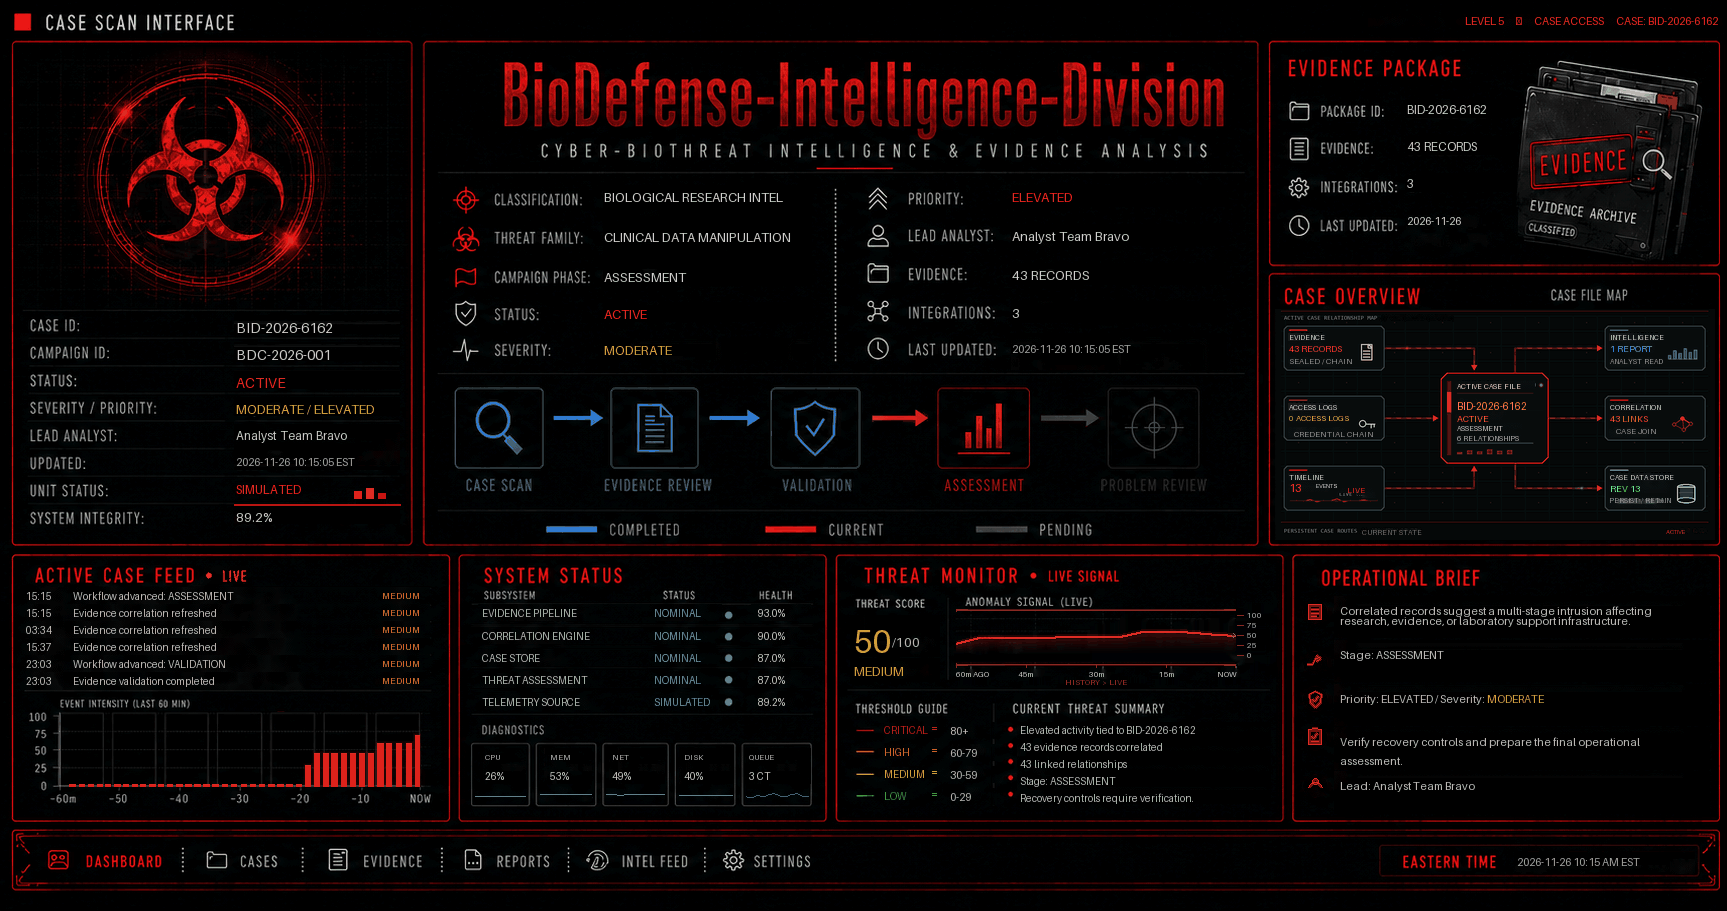 CASE SCAN INTERFACE
LEVEL 5 CASE ACCESS CASE: BID-2026-6162
CASE ID: BID-2026-6162
CAMPAIGN ID: BDC-2026-001
STATUS: ACTIVE
SEVERITY / PRIORITY: MODERATE / ELEVATED
LEAD ANALYST: Analyst Team Bravo
UPDATED: 2026-11-26 10:15:05 EST
UNIT STATUS: SIMULATED
SYSTEM INTEGRITY: 89.2%
BioDefense-Intelligence-Division
CYBER-BIOTHREAT INTELLIGENCE & EVIDENCE ANALYSIS
CLASSIFICATION: BIOLOGICAL RESEARCH INTEL
THREAT FAMILY: CLINICAL DATA MANIPULATION
CAMPAIGN PHASE: ASSESSMENT
STATUS: ACTIVE
SEVERITY: MODERATE
PRIORITY: ELEVATED
LEAD ANALYST: Analyst Team Bravo
EVIDENCE: 43 RECORDS
INTEGRATIONS: 3
LAST UPDATED: 2026-11-26 10:15:05 EST
CASE SCAN
EVIDENCE REVIEW
VALIDATION
ASSESSMENT
PROBLEM REVIEW
COMPLETED
CURRENT
PENDING
EVIDENCE PACKAGE
PACKAGE ID: BID-2026-6162
EVIDENCE: 43 RECORDS
INTEGRATIONS: 3
LAST UPDATED: 2026-11-26
EVIDENCE
EVIDENCE ARCHIVE
CLASSIFIED
CASE OVERVIEW
CASE FILE MAP
ACTIVE CASE RELATIONSHIP MAP
EVIDENCE
43 RECORDS
SEALED / CHAIN
ACCESS LOGS
0 ACCESS LOGS
CREDENTIAL CHAIN
TIMELINE
13 EVENTS
LIVE
ACTIVE CASE FILE
BID-2026-6162
ACTIVE
ASSESSMENT
6 RELATIONSHIPS
INTELLIGENCE
1 REPORT
ANALYST READ
CORRELATION
43 LINKS
CASE JOIN
CASE DATASTORE
REV 13
PERSISTENT CASE ROUTES CURRENT STATE
ACTIVE
ACTIVE CASE FEED • LIVE
15:15 Workflow advanced: ASSESSMENT MEDIUM
15:15 Evidence correlation refreshed MEDIUM
03:34 Evidence correlation refreshed MEDIUM
15:37 Evidence correlation refreshed MEDIUM
23:03 Workflow advanced: VALIDATION MEDIUM
23:03 Evidence validation completed MEDIUM
EVENT INTENSITY (LAST 60 MIN)
100
75
50
25
0
-60m -50 -40 -30 -20 -10 NOW
SYSTEM STATUS
SUBSYSTEM STATUS HEALTH
EVIDENCE PIPELINE NOMINAL 93.0%
CORRELATION ENGINE NOMINAL 90.0%
CASE STORE NOMINAL 87.0%
THREAT ASSESSMENT NOMINAL 87.0%
TELEMETRY SOURCE SIMULATED 89.2%
DIAGNOSTICS
CPU
26%
MEM
53%
NET
49%
DISK
40%
QUEUE
3 CT
THREAT MONITOR • LIVE SIGNAL
THREAT SCORE
50/100
MEDIUM
ANOMALY SIGNAL (LIVE)
100
75
50
25
0
60m AGO 45m 30m 15m NOW
HISTORY > LIVE
THRESHOLD GUIDE
CRITICAL = 80+
HIGH = 60-79
MEDIUM = 30-59
LOW = 0-29
CURRENT THREAT SUMMARY
Elevated activity tied to BID-2026-6162
43 evidence records correlated
43 linked relationships
Stage: ASSESSMENT
Recovery controls require verification.
OPERATIONAL BRIEF
Correlated records suggest a multi-stage intrusion affecting
research, evidence, or laboratory support infrastructure.
Stage: ASSESSMENT
Priority: ELEVATED / Severity: MODERATE
Verify recovery controls and prepare the final operational
assessment.
Lead: Analyst Team Bravo
DASHBOARD
CASES
EVIDENCE
REPORTS
INTEL FEED
SETTINGS
EASTERN TIME 2026-11-26 10:15 AM EST